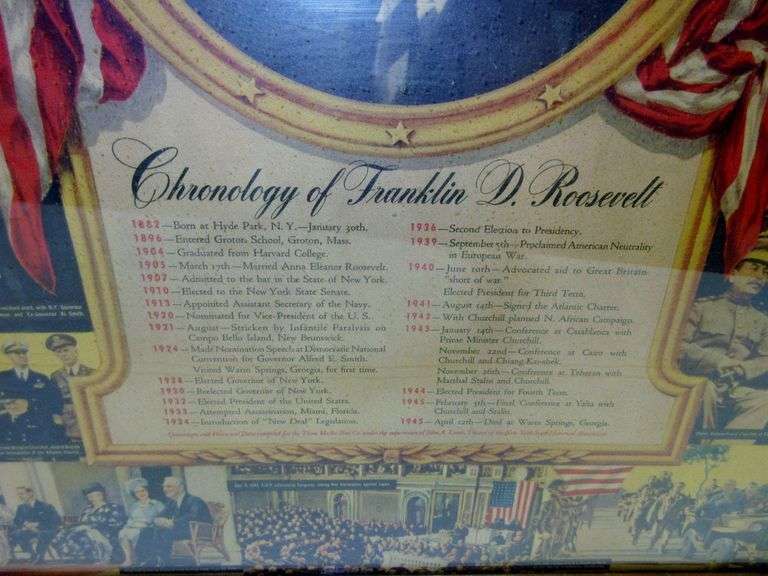 Chronology of Franklin D. Roosevelt
1882—Born at Hyde Park, N. Y.—January 30th.
1896—Entered Groton School, Groton, Mass.
1904—Graduated from Harvard College.
1905—March 17th—Married Anna Eleanor Roosevelt.
1907—Admitted to the bar in the State of New York.
1910—Elected to the New York State Senate.
1913—Appointed Assistant Secretary of the Navy.
1920—Nominated for Vice-President of the U. S.
1921—August—Stricken by Infantile Paralysis on
Campo Bello Island, New Brunswick.
1924—Made Nomination Speech at Democratic National
Convention for Governor Alfred E. Smith.
Visited Warm Springs, Georgia, for first time.
1928—Elected Governor of New York.
1930—Reelected Governor of New York.
1932—Elected President of the United States.
1933—Attempted Assassination, Miami, Florida.
1934—Introduction of "New Deal" Legislation.
1936—Second Election to Presidency.
1939—September 5th—Proclaimed American Neutrality
in European War.
1940—June 10th—Advocated aid to Great Britain
"short of war."
Elected President for Third Term.
1941—August 14th—Signed the Atlantic Charter.
1942—With Churchill planned N. African Campaign.
1943—January 14th—Conference at Casablanca with
Prime Minister Churchill.
November 22nd—Conference at Cairo with
Churchill and Chiang-Kai-shek.
November 26th—Conference at Teheran with
Marshal Stalin and Churchill.
1944—Elected President for Fourth Term.
1945—February 5th—Final Conference at Yalta with
Churchill and Stalin.
1945—April 12th—Died at Warm Springs, Georgia.